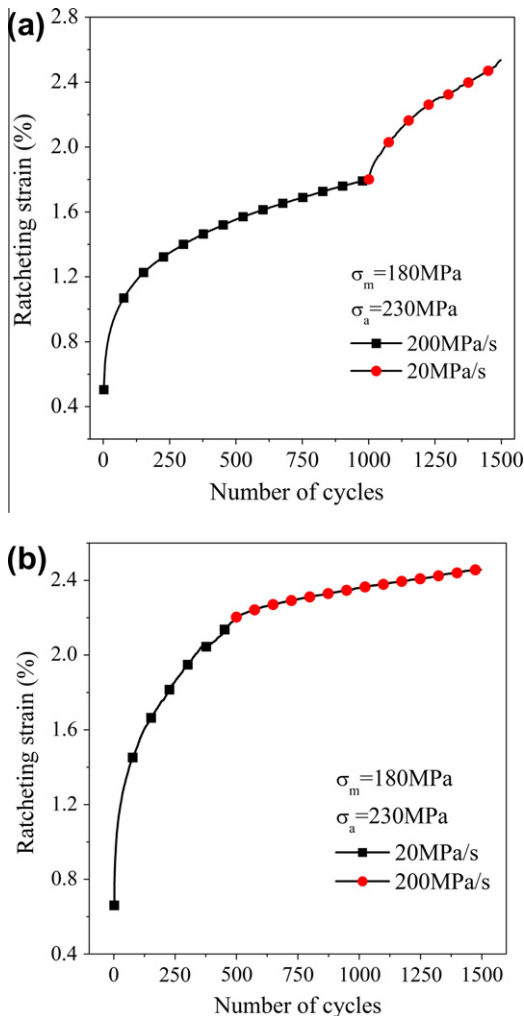 (a)
2.8
2.4
2.0
1.6
1.2
0.8
0.4
Ratcheting strain (%)
σm=180MPa
σa=230MPa
200MPa/s
20MPa/s
0 250 500 750 1000 1250 1500
Number of cycles
(b)
2.4
2.0
1.6
1.2
0.8
0.4
Ratcheting strain (%)
σm=180MPa
σa=230MPa
20MPa/s
200MPa/s
0 250 500 750 1000 1250 1500
Number of cycles